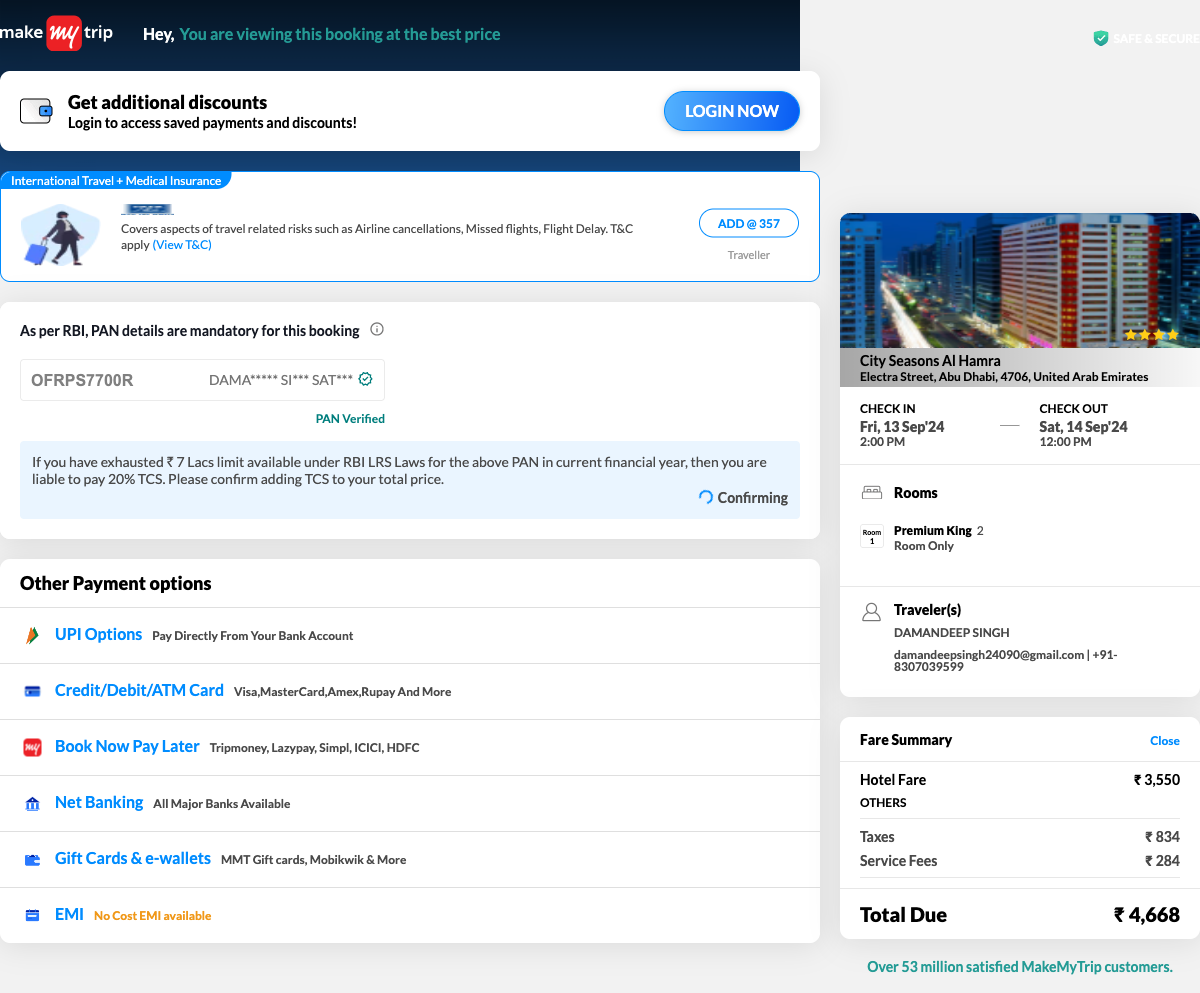 make my trip
Hey, You are viewing this booking at the best price
SAFE & SECURE
Get additional discounts
Login to access saved payments and discounts!
LOGIN NOW
International Travel + Medical Insurance
Covers aspects of travel related risks such as Airline cancellations, Missed flights, Flight Delay. T&C
apply (View T&C)
ADD @ 357
Traveller
As per RBI, PAN details are mandatory for this booking
OFRPS7700R
DAMA***** SI*** SAT***
PAN Verified
If you have exhausted ₹ 7 Lacs limit available under RBI LRS Laws for the above PAN in current financial year, then you are
liable to pay 20% TCS. Please confirm adding TCS to your total price.
Confirming
Other Payment options
UPI Options Pay Directly From Your Bank Account
Credit/Debit/ATM Card Visa,MasterCard,Amex,Rupay And More
my
Book Now Pay Later Tripmoney, Lazypay, Simpl, ICICI, HDFC
Net Banking All Major Banks Available
Gift Cards & e-wallets MMT Gift cards, Mobikwik & More
EMI No Cost EMI available
City Seasons Al Hamra
Electra Street, Abu Dhabi, 4706, United Arab Emirates
CHECK IN
Fri, 13 Sep'24
2:00 PM
CHECK OUT
Sat, 14 Sep'24
12:00 PM
Rooms
Room
1
Premium King 2
Room Only
Traveler(s)
DAMANDEEP SINGH
damandeepsingh24090@gmail.com | +91-
8307039599
Fare Summary
Close
Hotel Fare ₹ 3,550
OTHERS
Taxes ₹ 834
Service Fees ₹ 284
Total Due ₹ 4,668
Over 53 million satisfied MakeMyTrip customers.